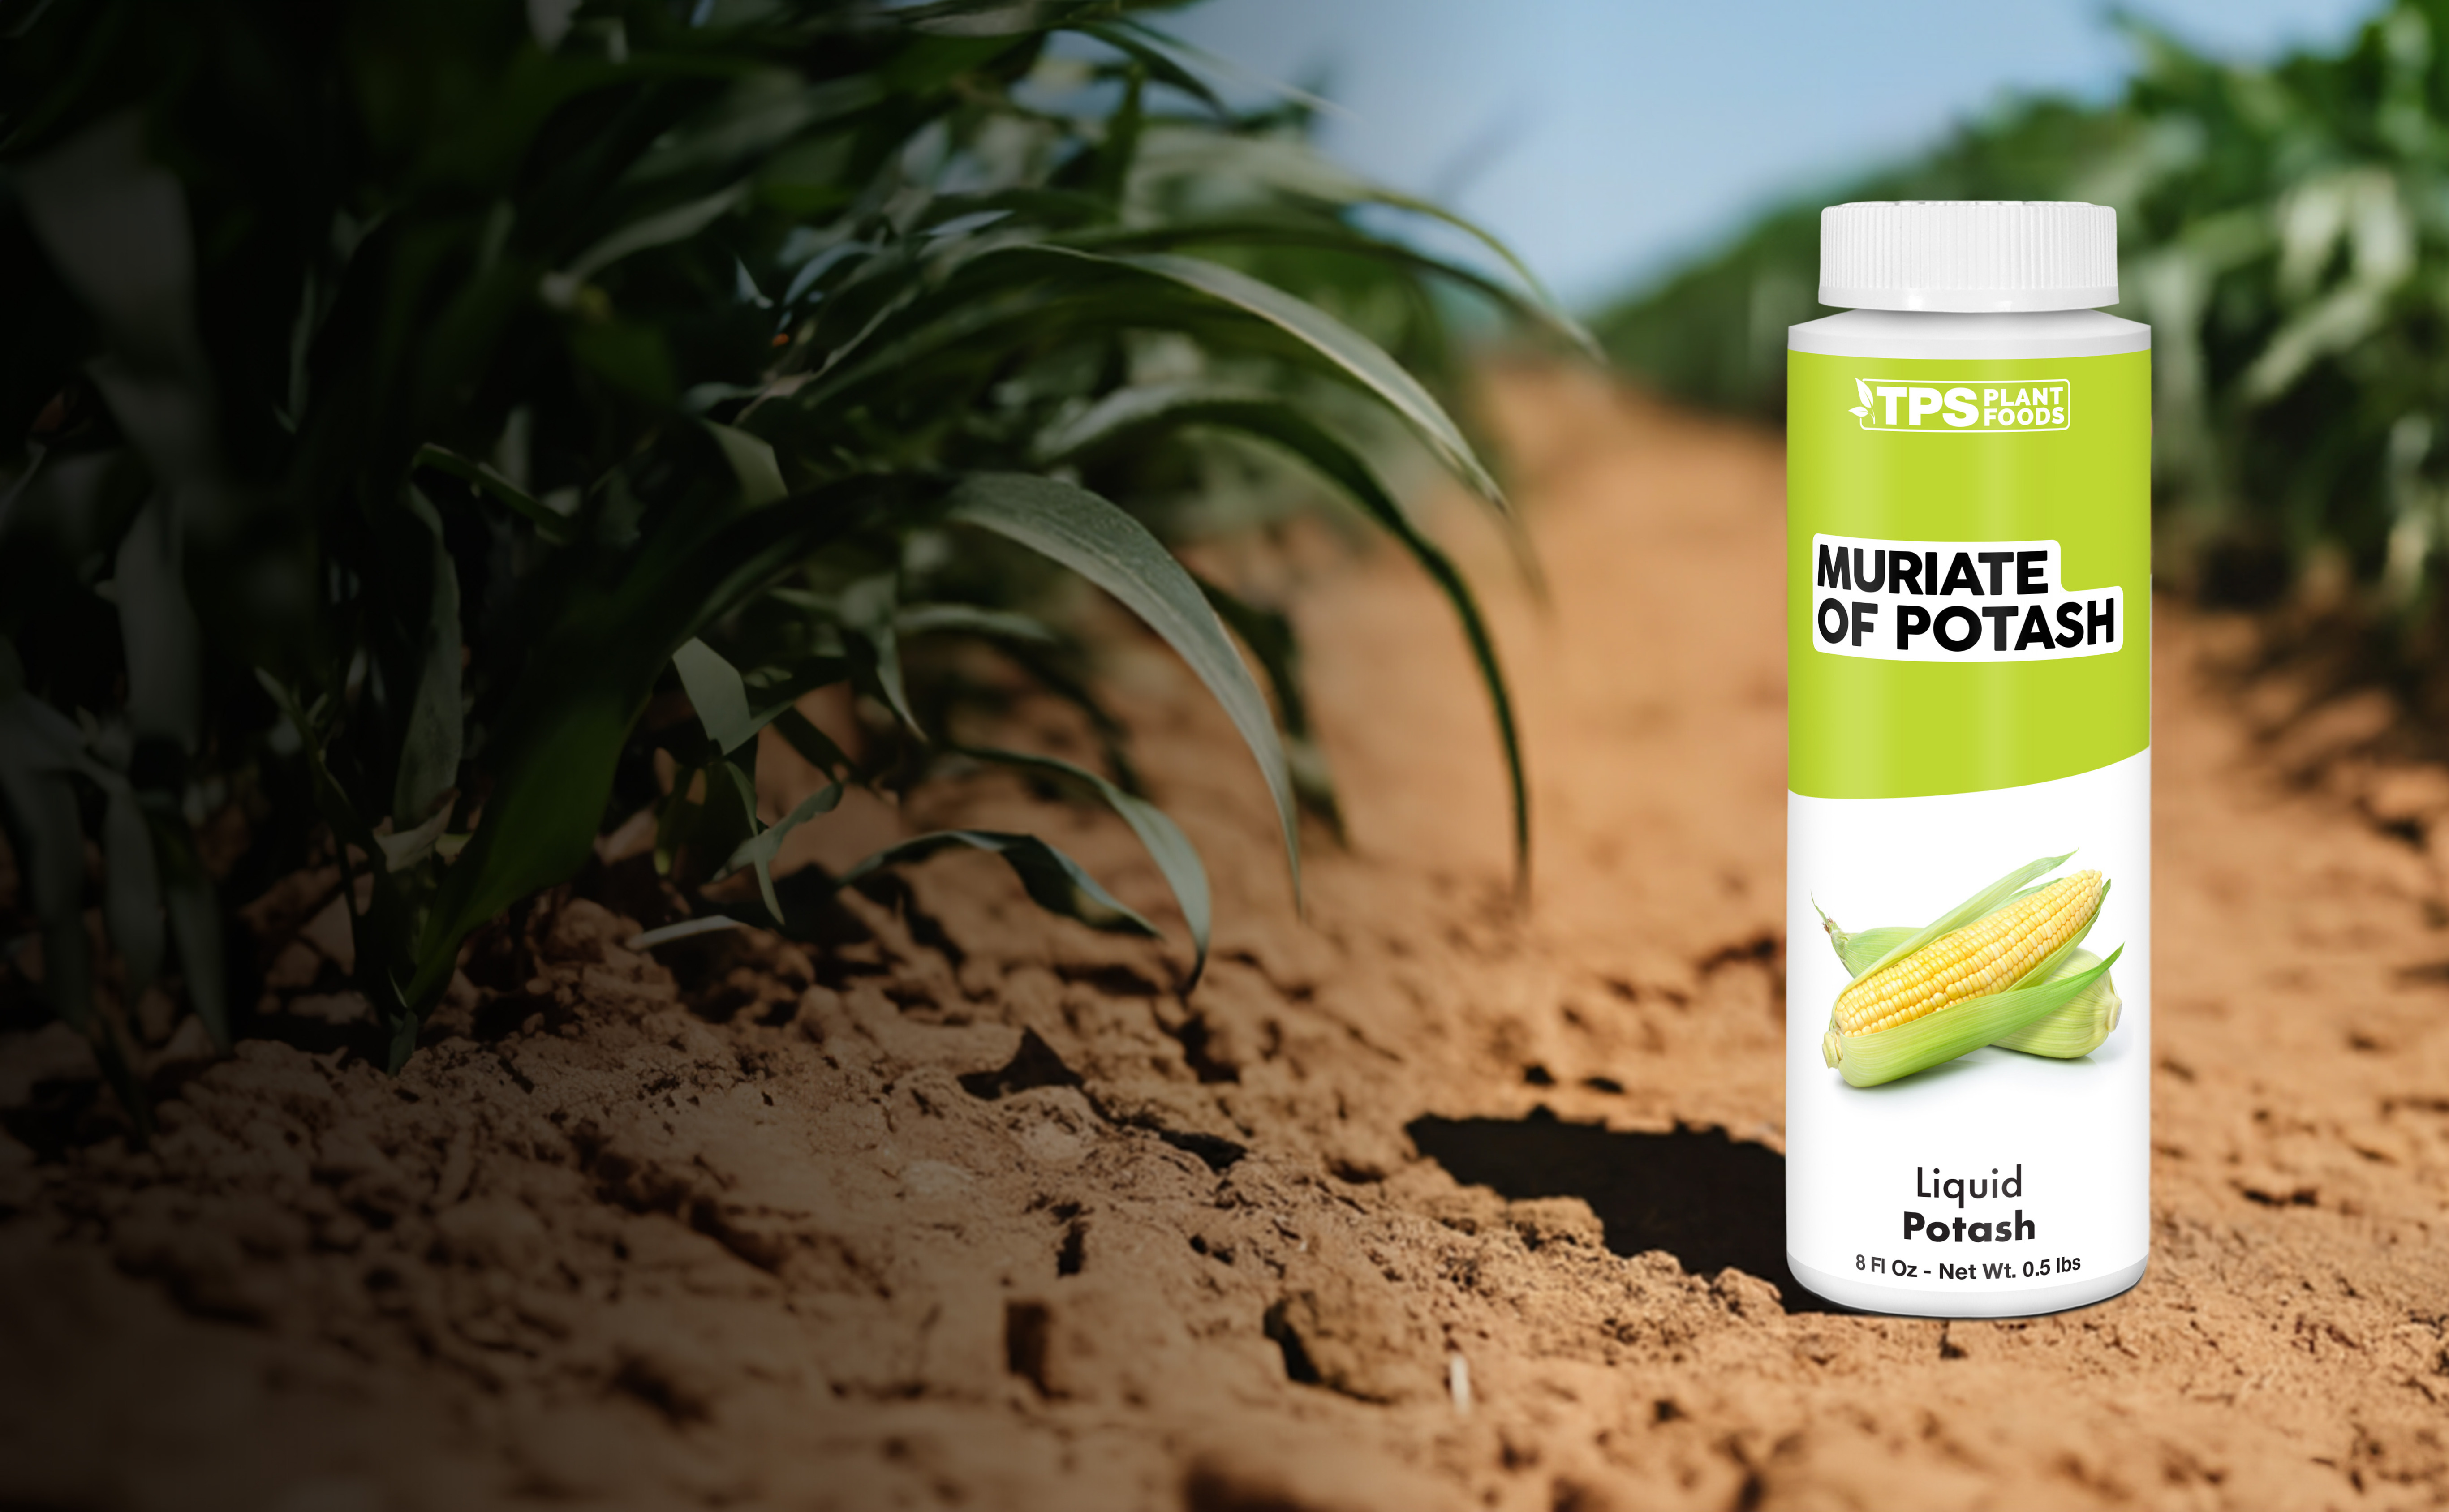 TPS PLANT FOODS
MURIATE
OF POTASH
Liquid
Potash
8 Fl Oz - Net Wt. 0.5 lbs